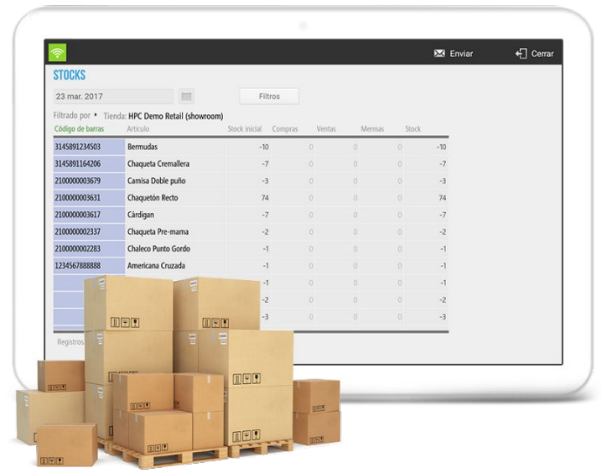 Enviar Cerrar
STOCKS
23 mar. 2017 Filtros
Filtrado por • Tienda: HPC Demo Retail (showroom)
Código de barras Artículo Stock inicial Compras Ventas Mermas Stock
3145891234503 Bermudas -10 0 0 0 -10
3145891164206 Chaqueta Cremallera -7 0 0 0 -7
2100000003679 Camisa Doble puño -3 0 0 0 -3
2100000003631 Chaquetón Recto 74 0 0 0 74
2100000003617 Cárdigan -7 0 0 0 -7
2100000002337 Chaqueta Pre-mama -2 0 0 0 -2
2100000002283 Chaleco Punto Gordo -1 0 0 0 -1
1234567888888 Americana Cruzada -1 0 0 0 -1
-1 0 0 0 -1
-2 0 0 0 -2
-3 0 0 0 -3
Registros